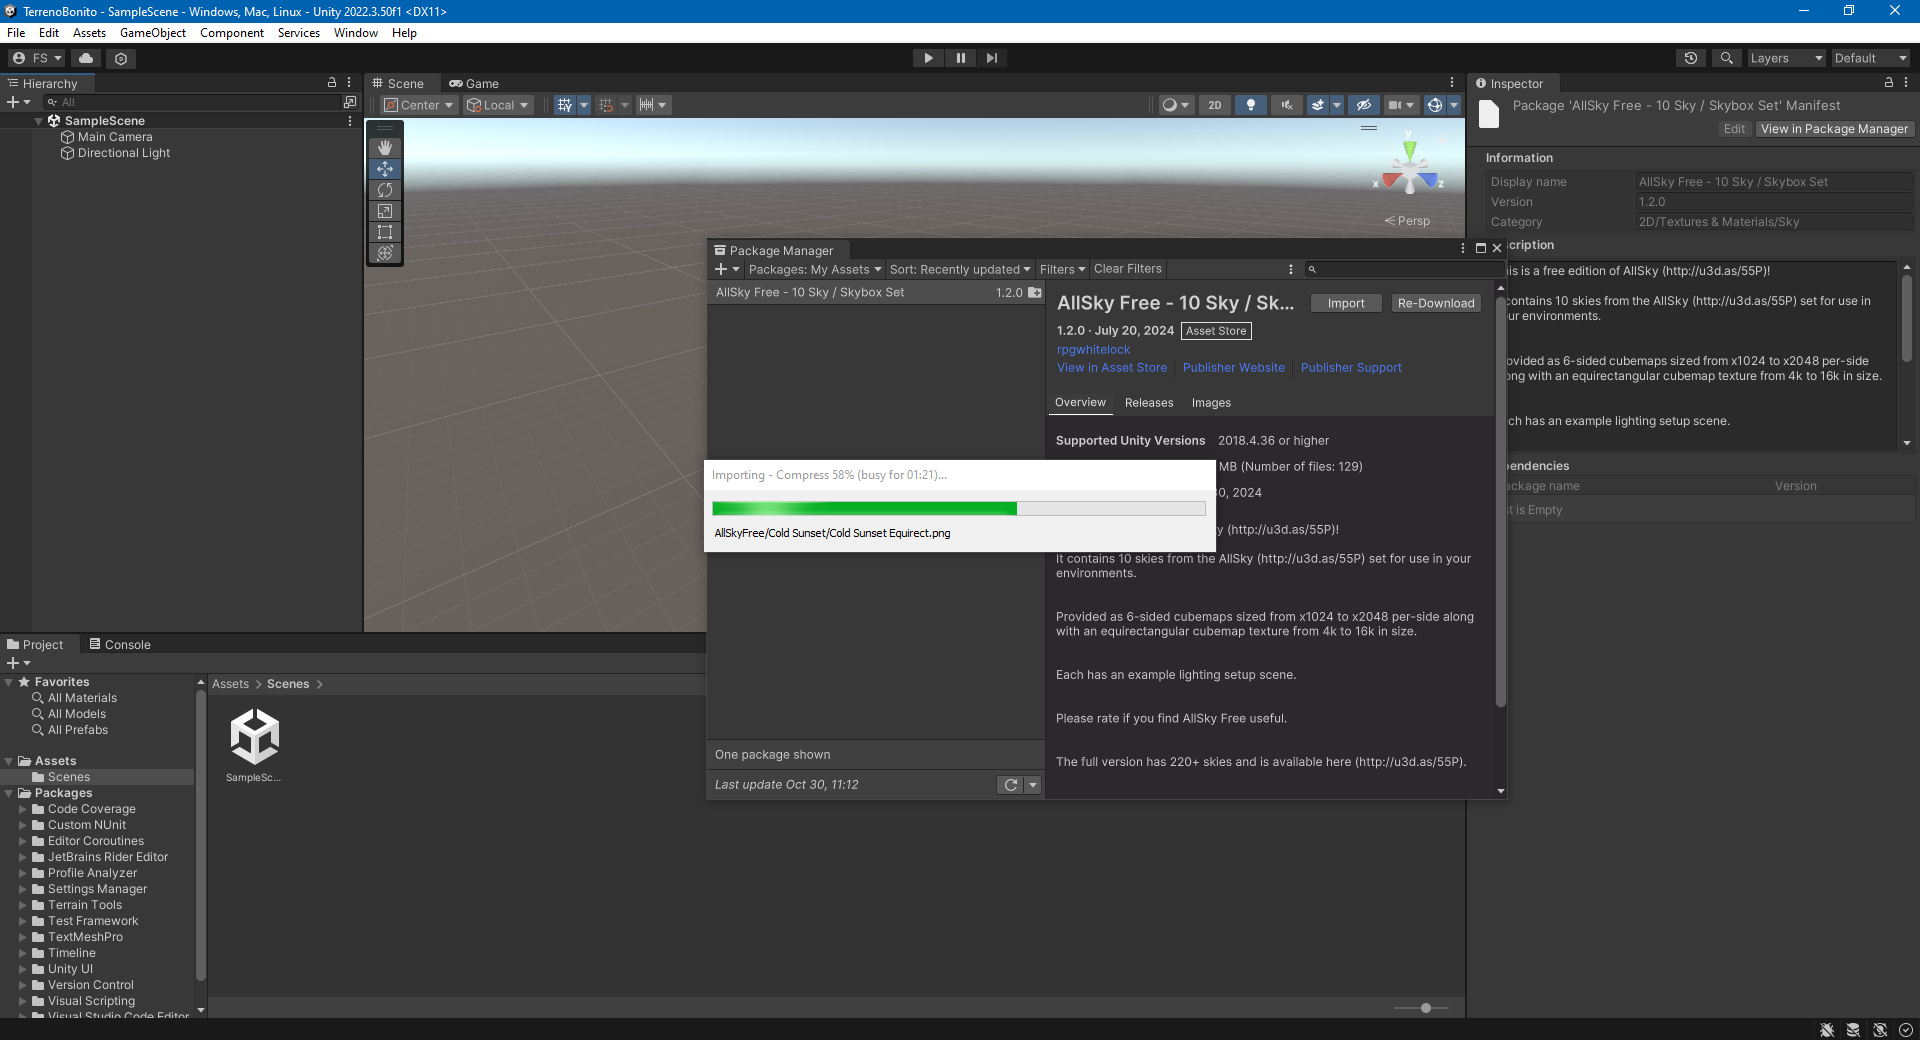 TerrenoBonito - SampleScene - Windows, Mac, Linux - Unity 2022.3.50f1 <DX11>
File Edit Assets GameObject Component Services Window Help
FS
Layers
Default
Hierarchy
All
SampleScene
Main Camera
Directional Light
Scene
Game
Center
Local
2D
y
x
z
Persp
Inspector
Package 'AllSky Free - 10 Sky / Skybox Set' Manifest
Edit
View in Package Manager
Information
Display name AllSky Free - 10 Sky / Skybox Set
Version 1.2.0
Category 2D/Textures & Materials/Sky
cription
is is a free edition of AllSky (http://u3d.as/55P)!
contains 10 skies from the AllSky (http://u3d.as/55P) set for use in
ur environments.
ovided as 6-sided cubemaps sized from x1024 to x2048 per-side
ong with an equirectangular cubemap texture from 4k to 16k in size.
ch has an example lighting setup scene.
pendencies
ckage name Version
st is Empty
Package Manager
Packages: My Assets
Sort: Recently updated
Filters
Clear Filters
AllSky Free - 10 Sky / Skybox Set 1.2.0
AllSky Free - 10 Sky / Sk...
Import
Re-Download
1.2.0 · July 20, 2024 Asset Store
rpgwhitelock
View in Asset Store Publisher Website Publisher Support
Overview Releases Images
Supported Unity Versions 2018.4.36 or higher
MB (Number of files: 129)
0, 2024
y (http://u3d.as/55P)!
It contains 10 skies from the AllSky (http://u3d.as/55P) set for use in your
environments.
Provided as 6-sided cubemaps sized from x1024 to x2048 per-side along
with an equirectangular cubemap texture from 4k to 16k in size.
Each has an example lighting setup scene.
Please rate if you find AllSky Free useful.
The full version has 220+ skies and is available here (http://u3d.as/55P).
One package shown
Last update Oct 30, 11:12
Importing - Compress 58% (busy for 01:21)...
AllSkyFree/Cold Sunset/Cold Sunset Equirect.png
Project
Console
Favorites
All Materials
All Models
All Prefabs
Assets
Scenes
Packages
Code Coverage
Custom NUnit
Editor Coroutines
JetBrains Rider Editor
Profile Analyzer
Settings Manager
Terrain Tools
Test Framework
TextMeshPro
Timeline
Unity UI
Version Control
Visual Scripting
Visual Studio Code Editor
Assets > Scenes >
SampleSc...